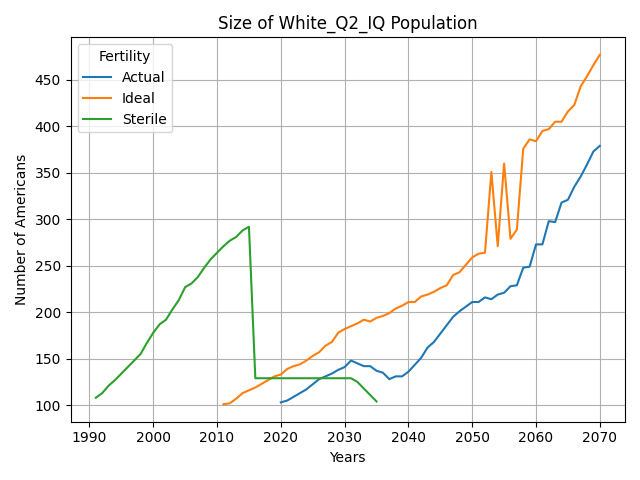 Size of White_Q2_IQ Population
Fertility
Actual
Ideal
Sterile
Number of Americans
450
400
350
300
250
200
150
100
1990 2000 2010 2020 2030 2040 2050 2060 2070
Years